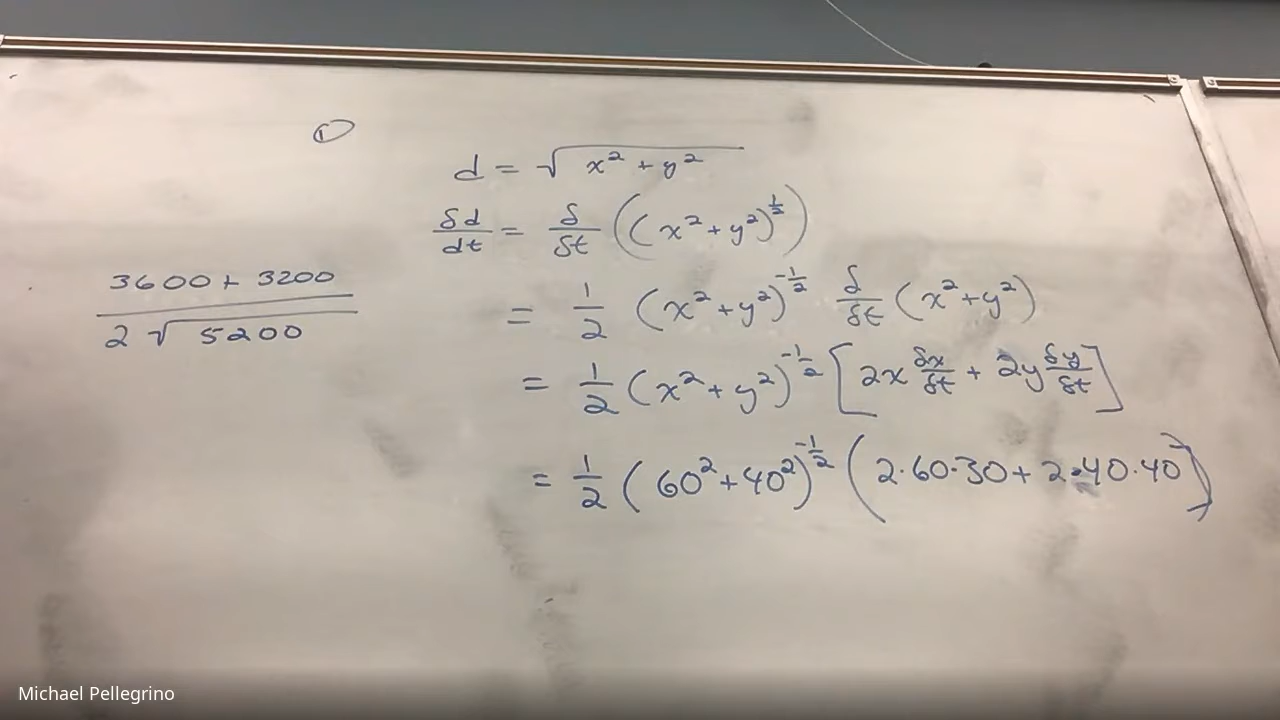 ①
d = √(x² + y²)
δd/dt = δ/δt ((x² + y²)^½)
= 1/2 (x² + y²)^-½ δ/δt (x² + y²)
= 1/2 (x² + y²)^-½ [2x δx/δt + 2y δy/δt]
= 1/2 (60² + 40²)^-½ (2·60·30 + 2·40·40)
3600 + 3200
2 √5200
Michael Pellegrino